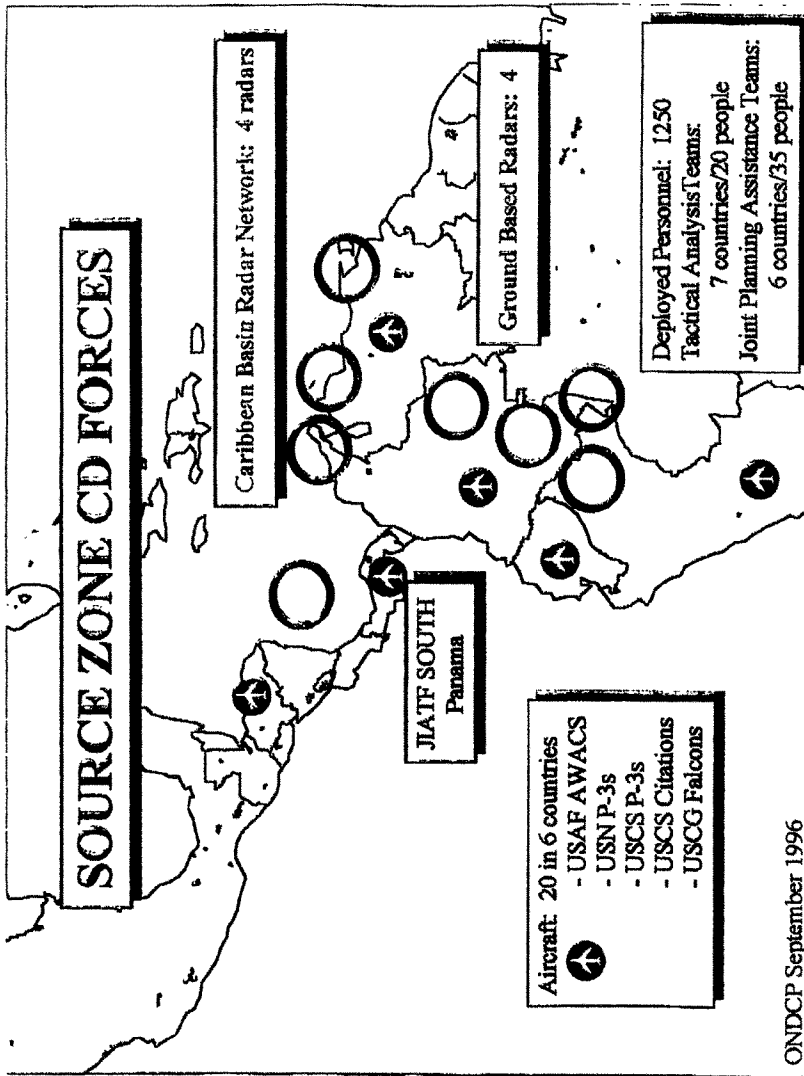 SOURCE ZONE CD FORCES
Caribbean Basin Radar Network: 4 radars
Ground Based Radars: 4
JIATF SOUTH
Panama
Aircraft: 20 in 6 countries
- USAF AWACS
- USN P-3s
- USCS P-3s
- USCS Citations
- USCG Falcons
Deployed Personnel: 1250
Tactical AnalysisTeams:
7 countries/20 people
Joint Planning Assistance Teams:
6 countries/35 people
ONDCP September 1996